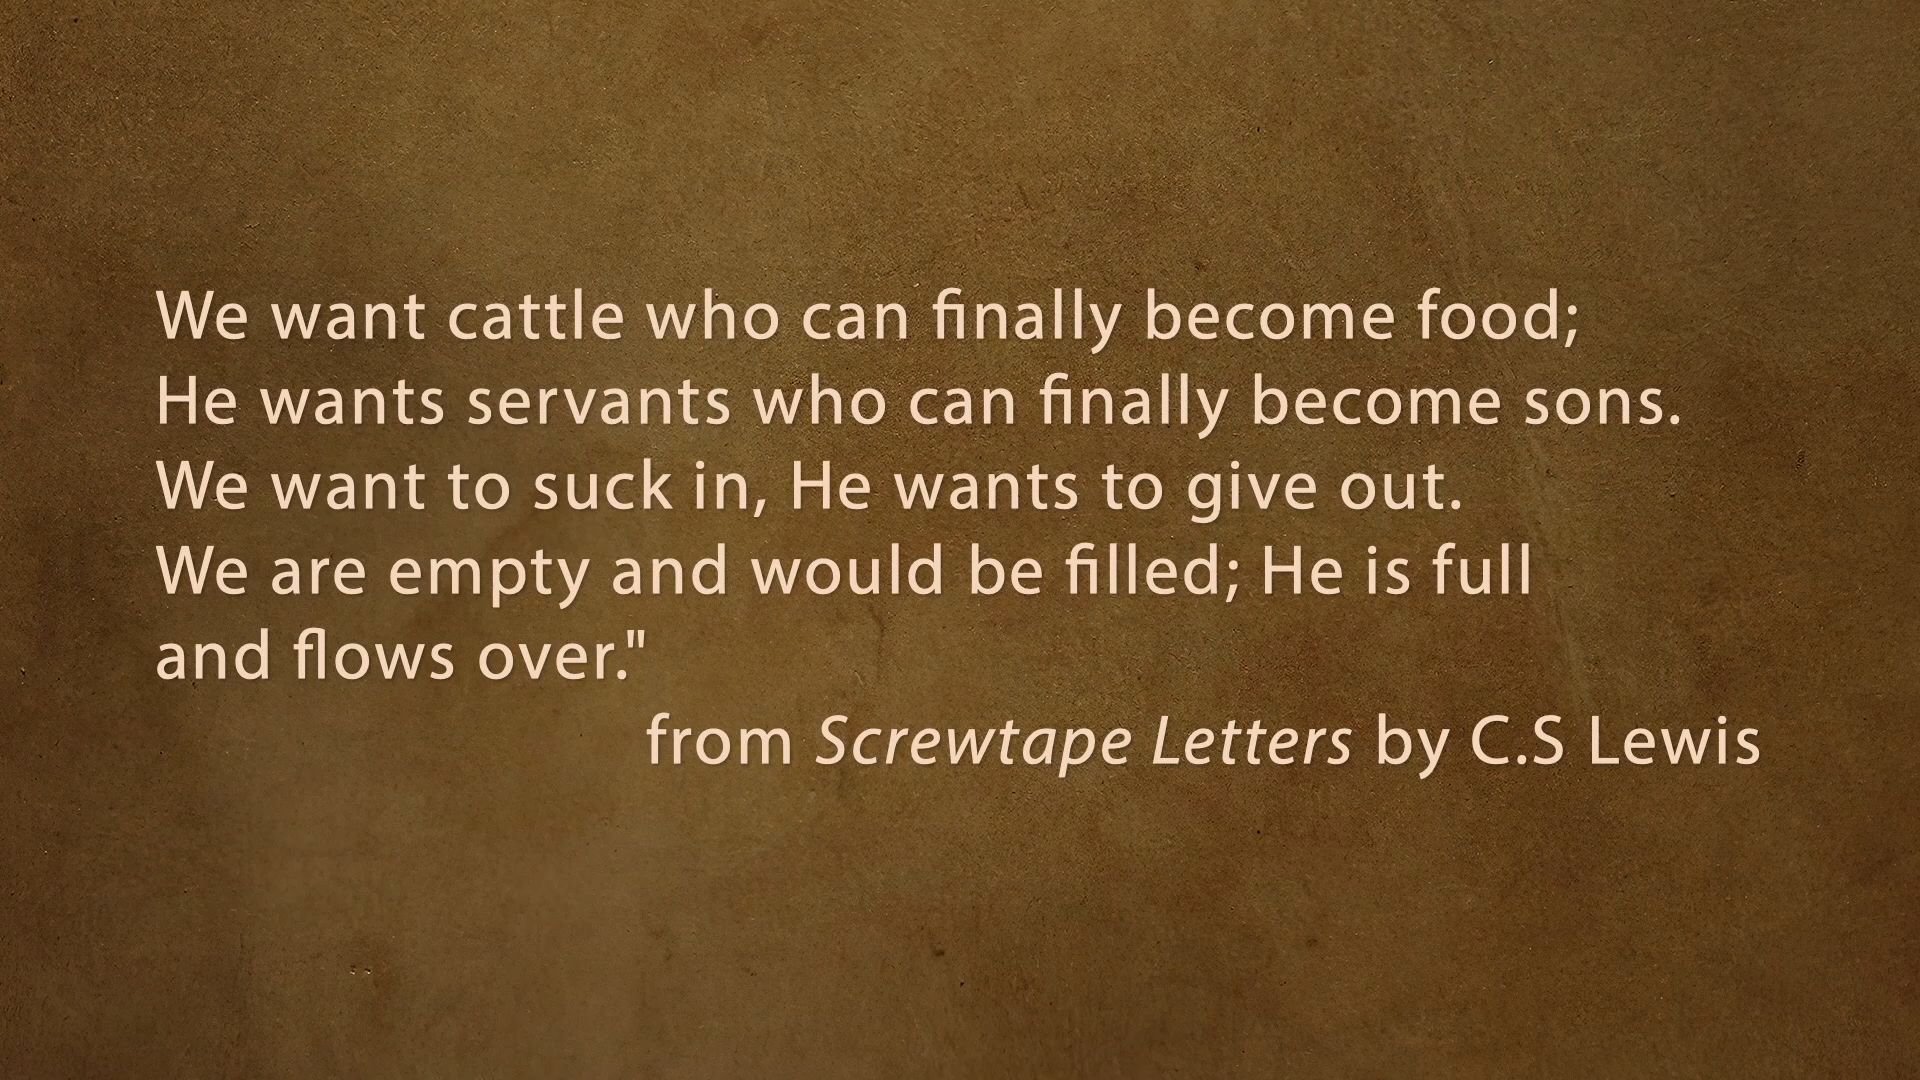 We want cattle who can finally become food;
He wants servants who can finally become sons.
We want to suck in, He wants to give out.
We are empty and would be filled; He is full
and flows over."
from Screwtape Letters by C.S Lewis